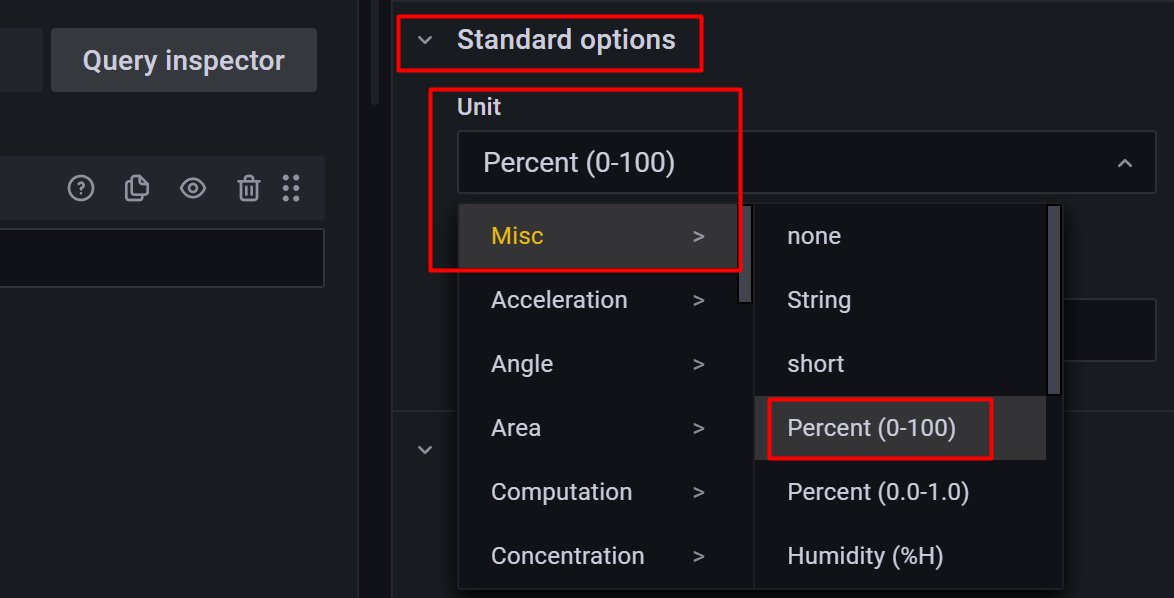 Query inspector
Standard options
Unit
Percent (0-100)
Misc >
Acceleration >
Angle >
Area >
Computation >
Concentration >
none
String
short
Percent (0-100)
Percent (0.0-1.0)
Humidity (%H)